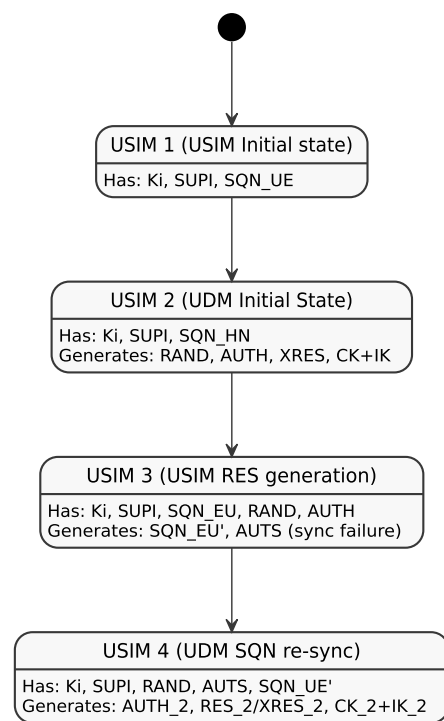 USIM 1 (USIM Initial state)
Has: Ki, SUPI, SQN_UE
USIM 2 (UDM Initial State)
Has: Ki, SUPI, SQN_HN
Generates: RAND, AUTH, XRES, CK+IK
USIM 3 (USIM RES generation)
Has: Ki, SUPI, SQN_EU, RAND, AUTH
Generates: SQN_EU', AUTS (sync failure)
USIM 4 (UDM SQN re-sync)
Has: Ki, SUPI, RAND, AUTS, SQN_UE'
Generates: AUTH_2, RES_2/XRES_2, CK_2+IK_2